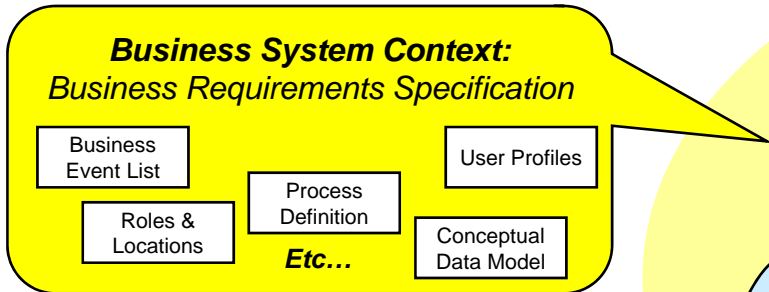 Business System Context:
Business Requirements Specification
Business
Event List
User Profiles
Process
Definition
Roles &
Locations
Conceptual
Data Model
Etc…